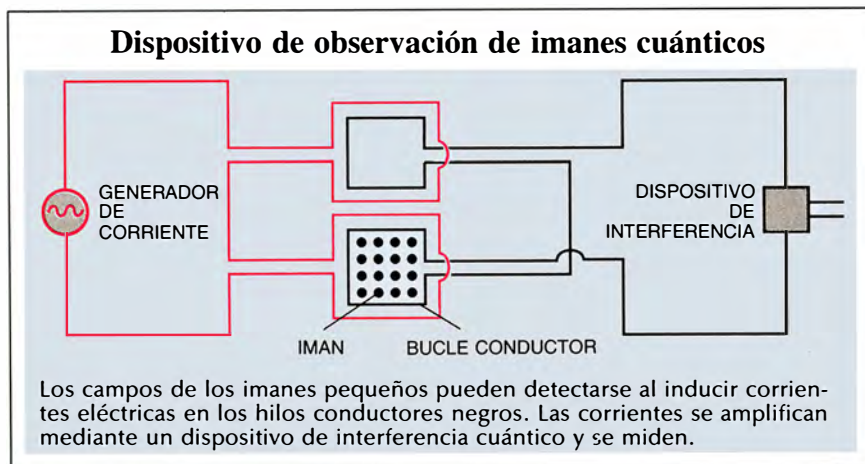 Dispositivo de observación de imanes cuánticos
GENERADOR
DE
CORRIENTE
DISPOSITIVO
DE
INTERFERENCIA
IMAN
BUCLE CONDUCTOR
Los campos de los imanes pequeños pueden detectarse al inducir corrien-
tes eléctricas en los hilos conductores negros. Las corrientes se amplifican
mediante un dispositivo de interferencia cuántico y se miden.